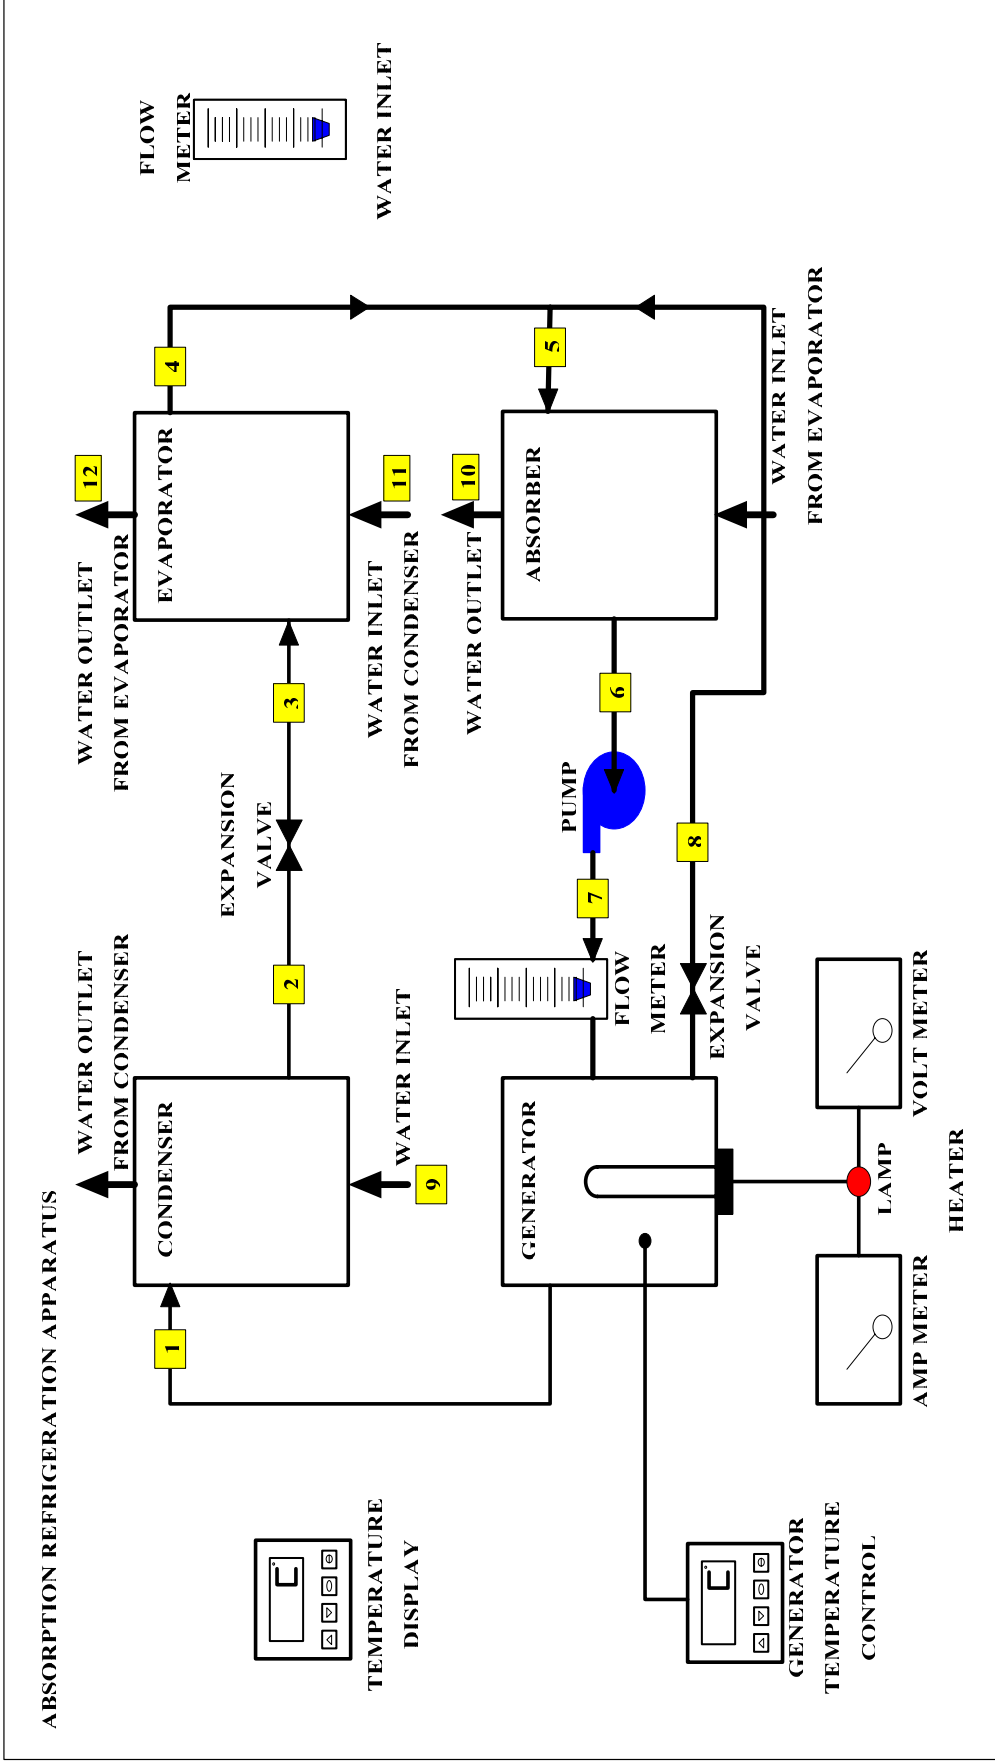 ABSORPTION REFRIGERATION APPARATUS
WATER OUTLET
FROM CONDENSER
WATER OUTLET
FROM EVAPORATOR
12
FLOW
METER
1
CONDENSER
EXPANSION
VALVE
EVAPORATOR
4
2
3
TEMPERATURE
DISPLAY
C
WATER INLET
9
WATER INLET
FROM CONDENSER
11
WATER INLET
WATER OUTLET
10
GENERATOR
PUMP
ABSORBER
5
7
6
FLOW
METER
8
EXPANSION
VALVE
C
GENERATOR
TEMPERATURE
CONTROL
WATER INLET
FROM EVAPORATOR
AMP METER
LAMP
VOLT METER
HEATER